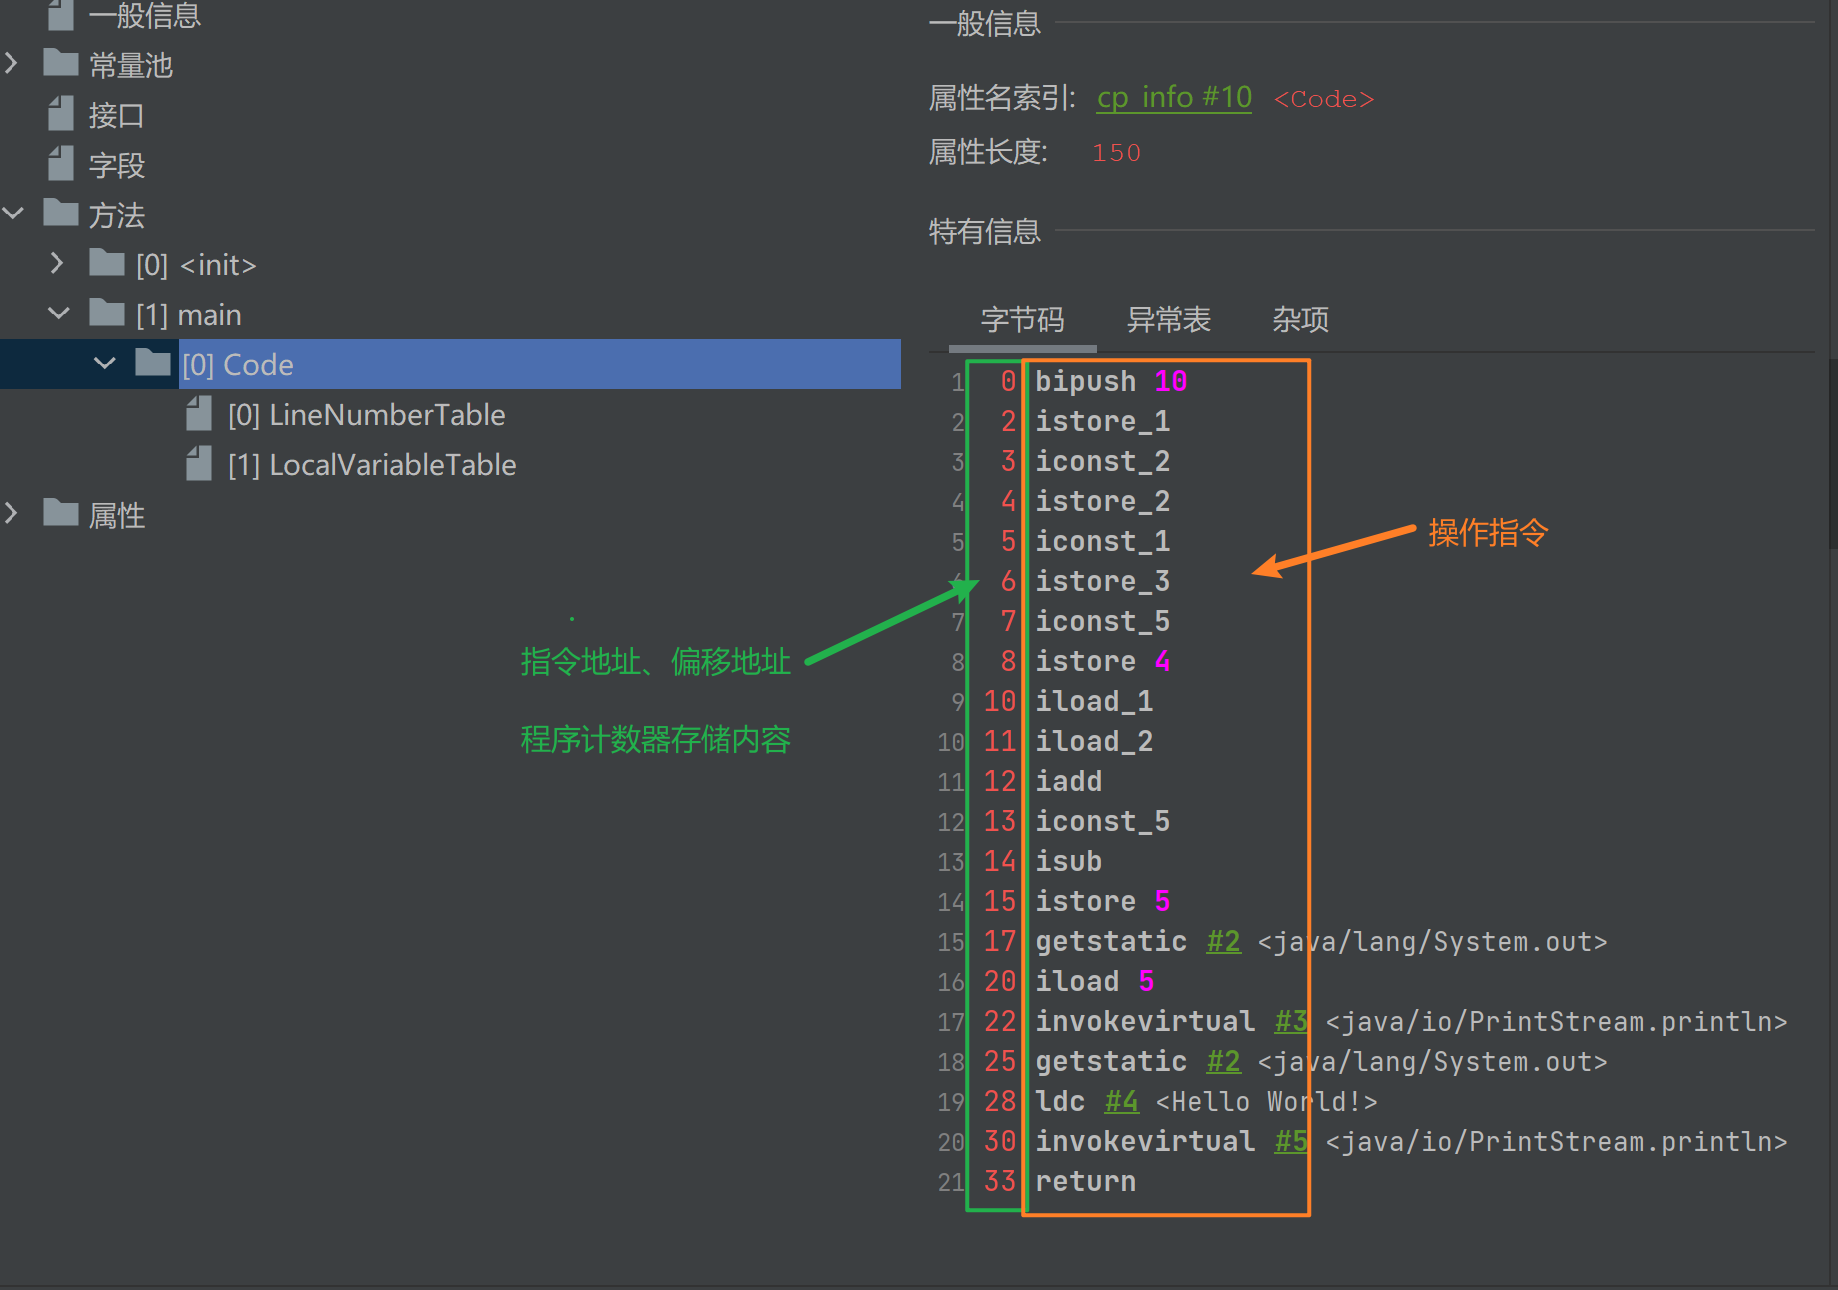 一般信息
常量池
接口
字段
方法
[0] <init>
[1] main
[0] Code
[0] LineNumberTable
[1] LocalVariableTable
属性
指令地址、偏移地址
程序计数器存储内容
一般信息
属性名索引: cp info #10 <Code>
属性长度: 150
特有信息
字节码 异常表 杂项
1 0 bipush 10
2 2 istore_1
3 3 iconst_2
4 4 istore_2
5 5 iconst_1
6 6 istore_3
7 7 iconst_5
8 8 istore 4
9 10 iload_1
10 11 iload_2
11 12 iadd
12 13 iconst_5
13 14 isub
14 15 istore 5
15 17 getstatic #2 <java/lang/System.out>
16 20 iload 5
17 22 invokevirtual #3 <java/io/PrintStream.println>
18 25 getstatic #2 <java/lang/System.out>
19 28 ldc #4 <Hello World!>
20 30 invokevirtual #5 <java/io/PrintStream.println>
21 33 return
操作指令